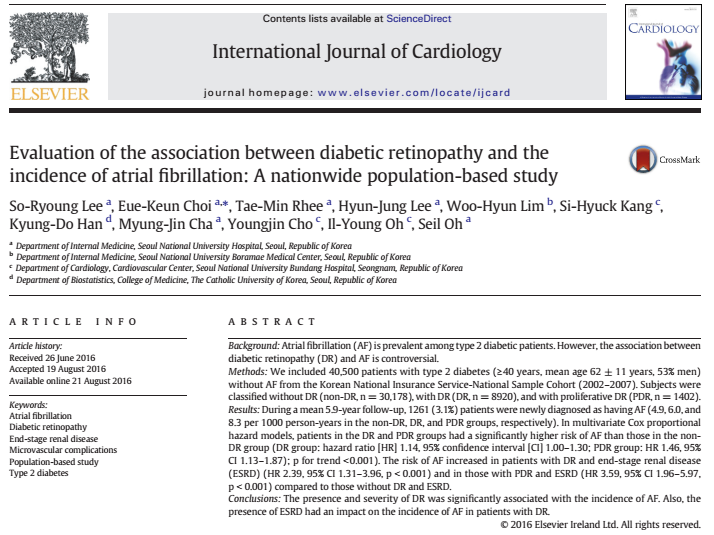 Contents lists available at ScienceDirect
International Journal of Cardiology
journal homepage: www.elsevier.com/locate/ijcard
ELSEVIER
CARDIOLOGY
Evaluation of the association between diabetic retinopathy and the
incidence of atrial fibrillation: A nationwide population-based study
CrossMark
So-Ryoung Lee a, Eue-Keun Choi a,*, Tae-Min Rhee a, Hyun-Jung Lee a, Woo-Hyun Lim b, Si-Hyuck Kang c,
Kyung-Do Han d, Myung-Jin Cha a, Youngjin Cho c, Il-Young Oh c, Seil Oh a
a Department of Internal Medicine, Seoul National University Hospital, Seoul, Republic of Korea
b Department of Internal Medicine, Seoul National University Boramae Medical Center, Seoul, Republic of Korea
c Department of Cardiology, Cardiovascular Center, Seoul National University Bundang Hospital, Seongnam, Republic of Korea
d Department of Biostatistics, College of Medicine, The Catholic University of Korea, Seoul, Republic of Korea
ARTICLE INFO
Article history:
Received 26 June 2016
Accepted 19 August 2016
Available online 21 August 2016
Keywords:
Atrial fibrillation
Diabetic retinopathy
End-stage renal disease
Microvascular complications
Population-based study
Type 2 diabetes
ABSTRACT
Background: Atrial fibrillation (AF) is prevalent among type 2 diabetic patients. However, the association between
diabetic retinopathy (DR) and AF is controversial.
Methods: We included 40,500 patients with type 2 diabetes (≥40 years, mean age 62 ± 11 years, 53% men)
without AF from the Korean National Insurance Service-National Sample Cohort (2002–2007). Subjects were
classified without DR (non-DR, n = 30,178), with DR (DR, n = 8920), and with proliferative DR (PDR, n = 1402).
Results: During a mean 5.9-year follow-up, 1261 (3.1%) patients were newly diagnosed as having AF (4.9, 6.0, and
8.3 per 1000 person-years in the non-DR, DR, and PDR groups, respectively). In multivariate Cox proportional
hazard models, patients in the DR and PDR groups had a significantly higher risk of AF than those in the non-
DR group (DR group: hazard ratio [HR] 1.14, 95% confidence interval [CI] 1.00–1.30; PDR group: HR 1.46, 95%
CI 1.13–1.87); p for trend <0.001). The risk of AF increased in patients with DR and end-stage renal disease
(ESRD) (HR 2.39, 95% CI 1.31–3.96, p < 0.001) and in those with PDR and ESRD (HR 3.59, 95% CI 1.96–5.97,
p < 0.001) compared to those without DR and ESRD.
Conclusions: The presence and severity of DR was significantly associated with the incidence of AF. Also, the
presence of ESRD had an impact on the incidence of AF in patients with DR.
© 2016 Elsevier Ireland Ltd. All rights reserved.